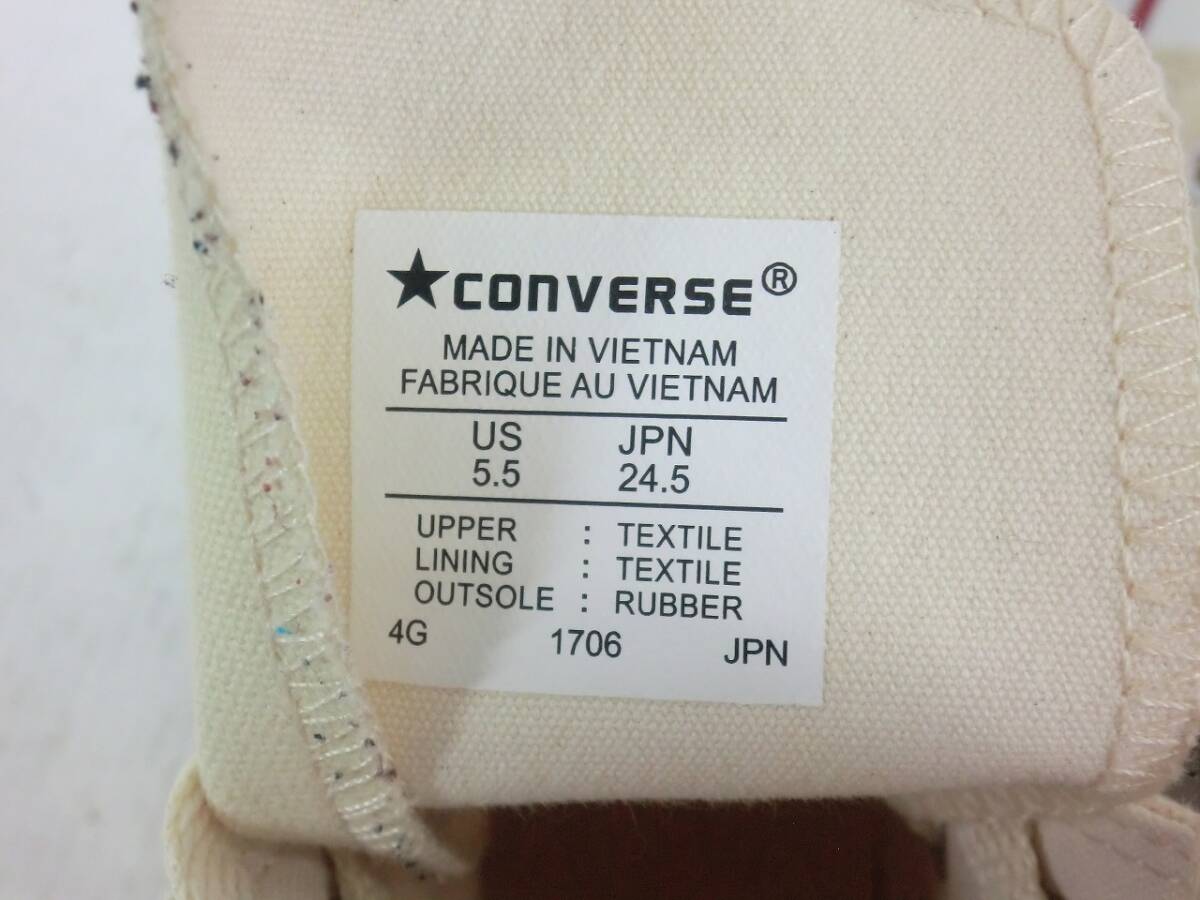 ★CONVERSE®
MADE IN VIETNAM
FABRIQUE AU VIETNAM
US JPN
5.5 24.5
UPPER : TEXTILE
LINING : TEXTILE
OUTSOLE : RUBBER
4G 1706 JPN